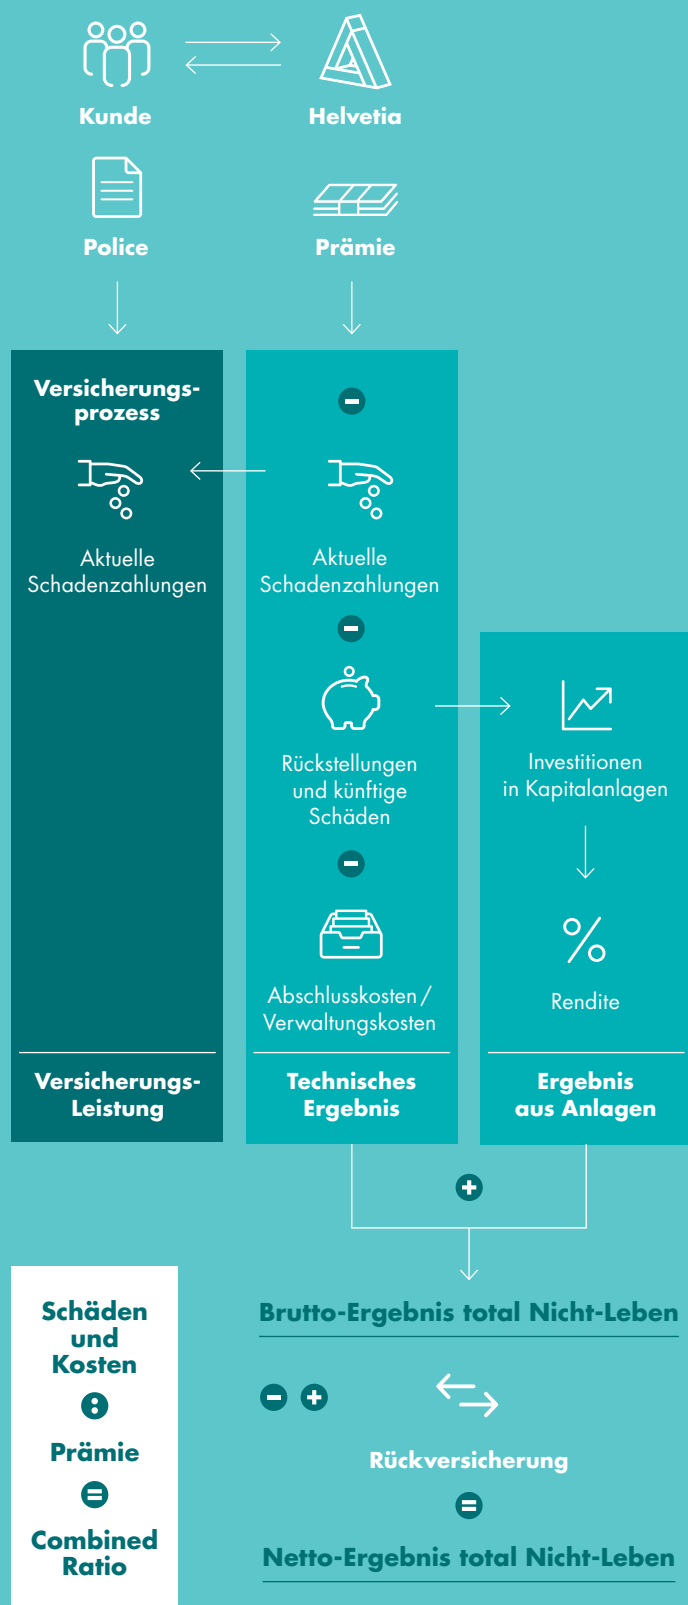 Kunde
Helvetia
Police
Prämie
Versicherungs-
prozess
Aktuelle
Schadenzahlungen
Versicherungs-
Leistung
Aktuelle
Schadenzahlungen
Rückstellungen
und künftige
Schäden
Abschlusskosten /
Verwaltungskosten
Technisches
Ergebnis
Investitionen
in Kapitalanlagen
Rendite
Ergebnis
aus Anlagen
Schäden
und
Kosten
:
Prämie
=
Combined
Ratio
Brutto-Ergebnis total Nicht-Leben
Rückversicherung
=
Netto-Ergebnis total Nicht-Leben